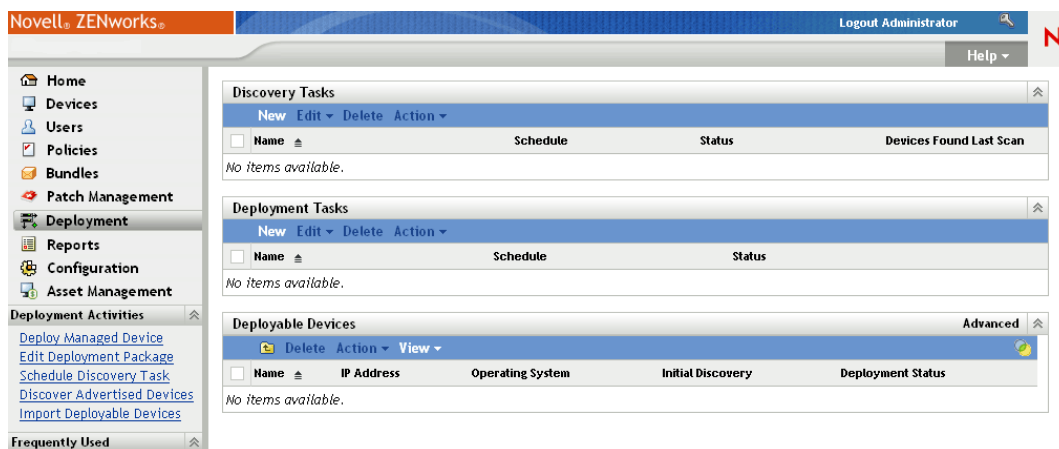 Novell® ZENworks®
Logout Administrator
N
Help
Home
Devices
Users
Policies
Bundles
Patch Management
Deployment
Reports
Configuration
Asset Management
Deployment Activities
Deploy Managed Device
Edit Deployment Package
Schedule Discovery Task
Discover Advertised Devices
Import Deployable Devices
Frequently Used
Discovery Tasks
New Edit Delete Action
Name Schedule Status Devices Found Last Scan
No items available.
Deployment Tasks
New Edit Delete Action
Name Schedule Status
No items available.
Deployable Devices Advanced
Delete Action View
Name IP Address Operating System Initial Discovery Deployment Status
No items available.